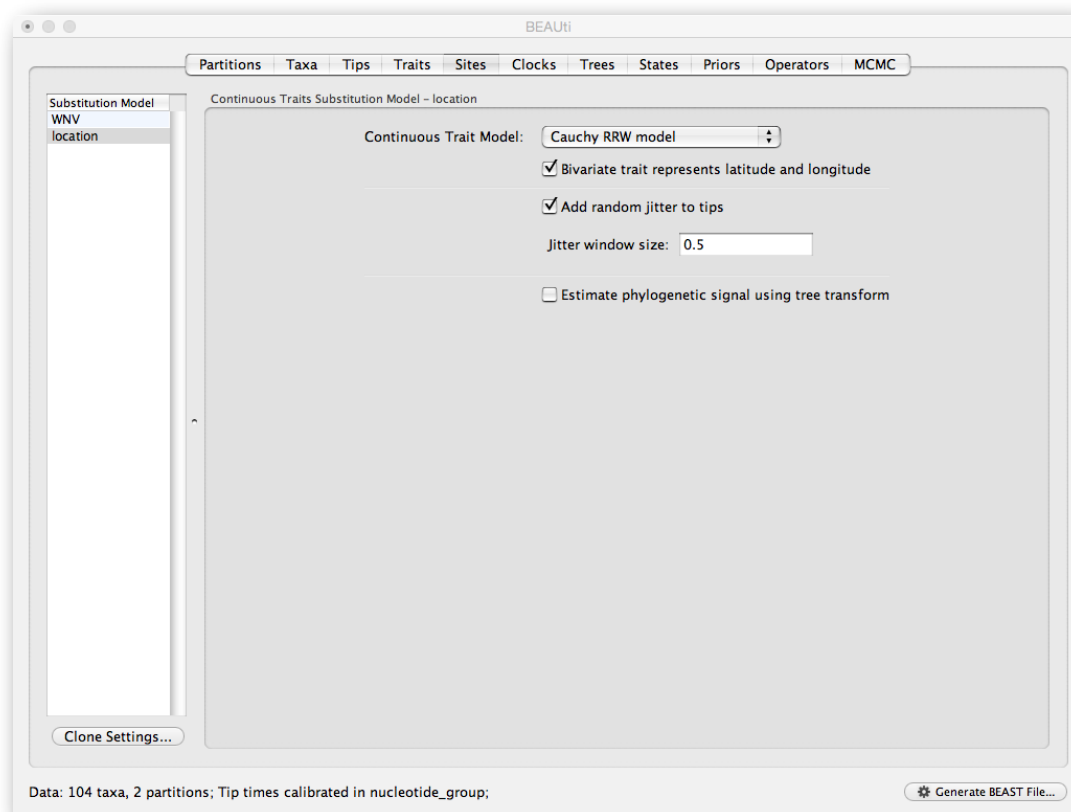 BEAUti
Partitions Taxa Tips Traits Sites Clocks Trees States Priors Operators MCMC
Substitution Model
WNV
location
Continuous Traits Substitution Model – location
Continuous Trait Model: Cauchy RRW model
Bivariate trait represents latitude and longitude
Add random jitter to tips
Jitter window size: 0.5
Estimate phylogenetic signal using tree transform
Clone Settings...
Data: 104 taxa, 2 partitions; Tip times calibrated in nucleotide_group;
Generate BEAST File...